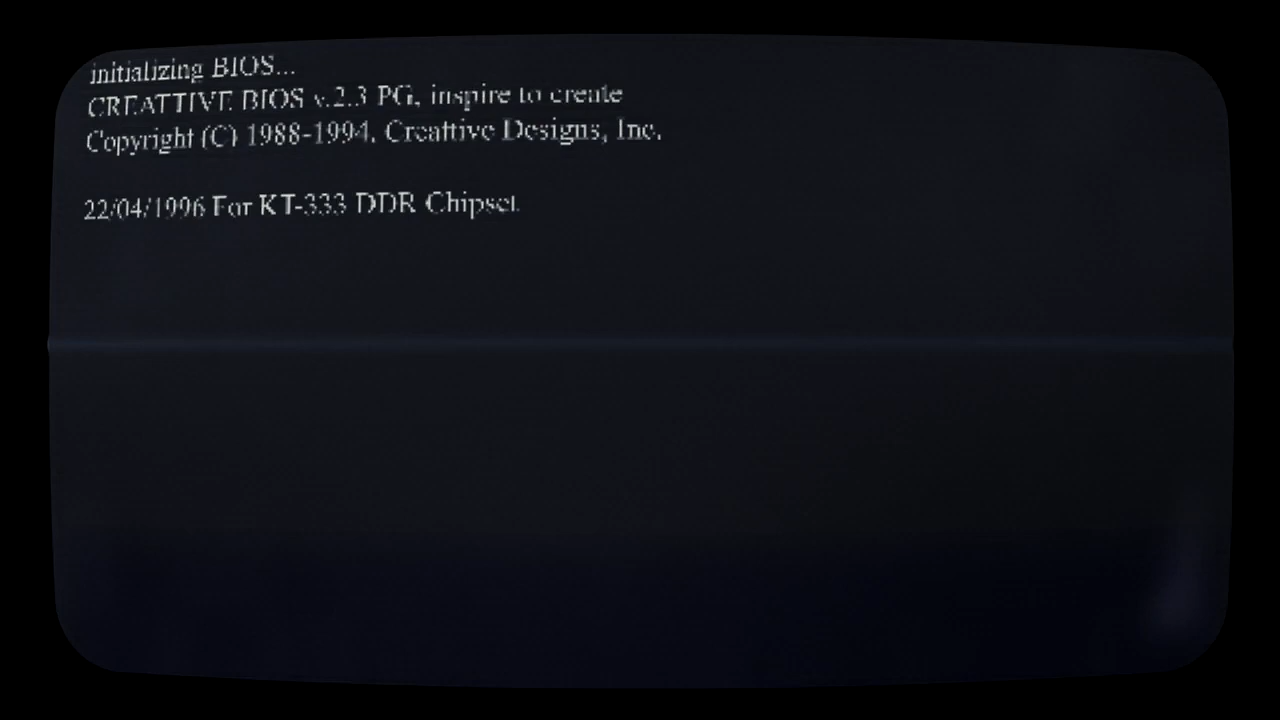 initializing BIOS...
CREATTIVE BIOS v.2.3 PG, inspire to create
Copyright (C) 1988-1994, Creattive Designs, Inc.
22/04/1996 For KT-333 DDR Chipset